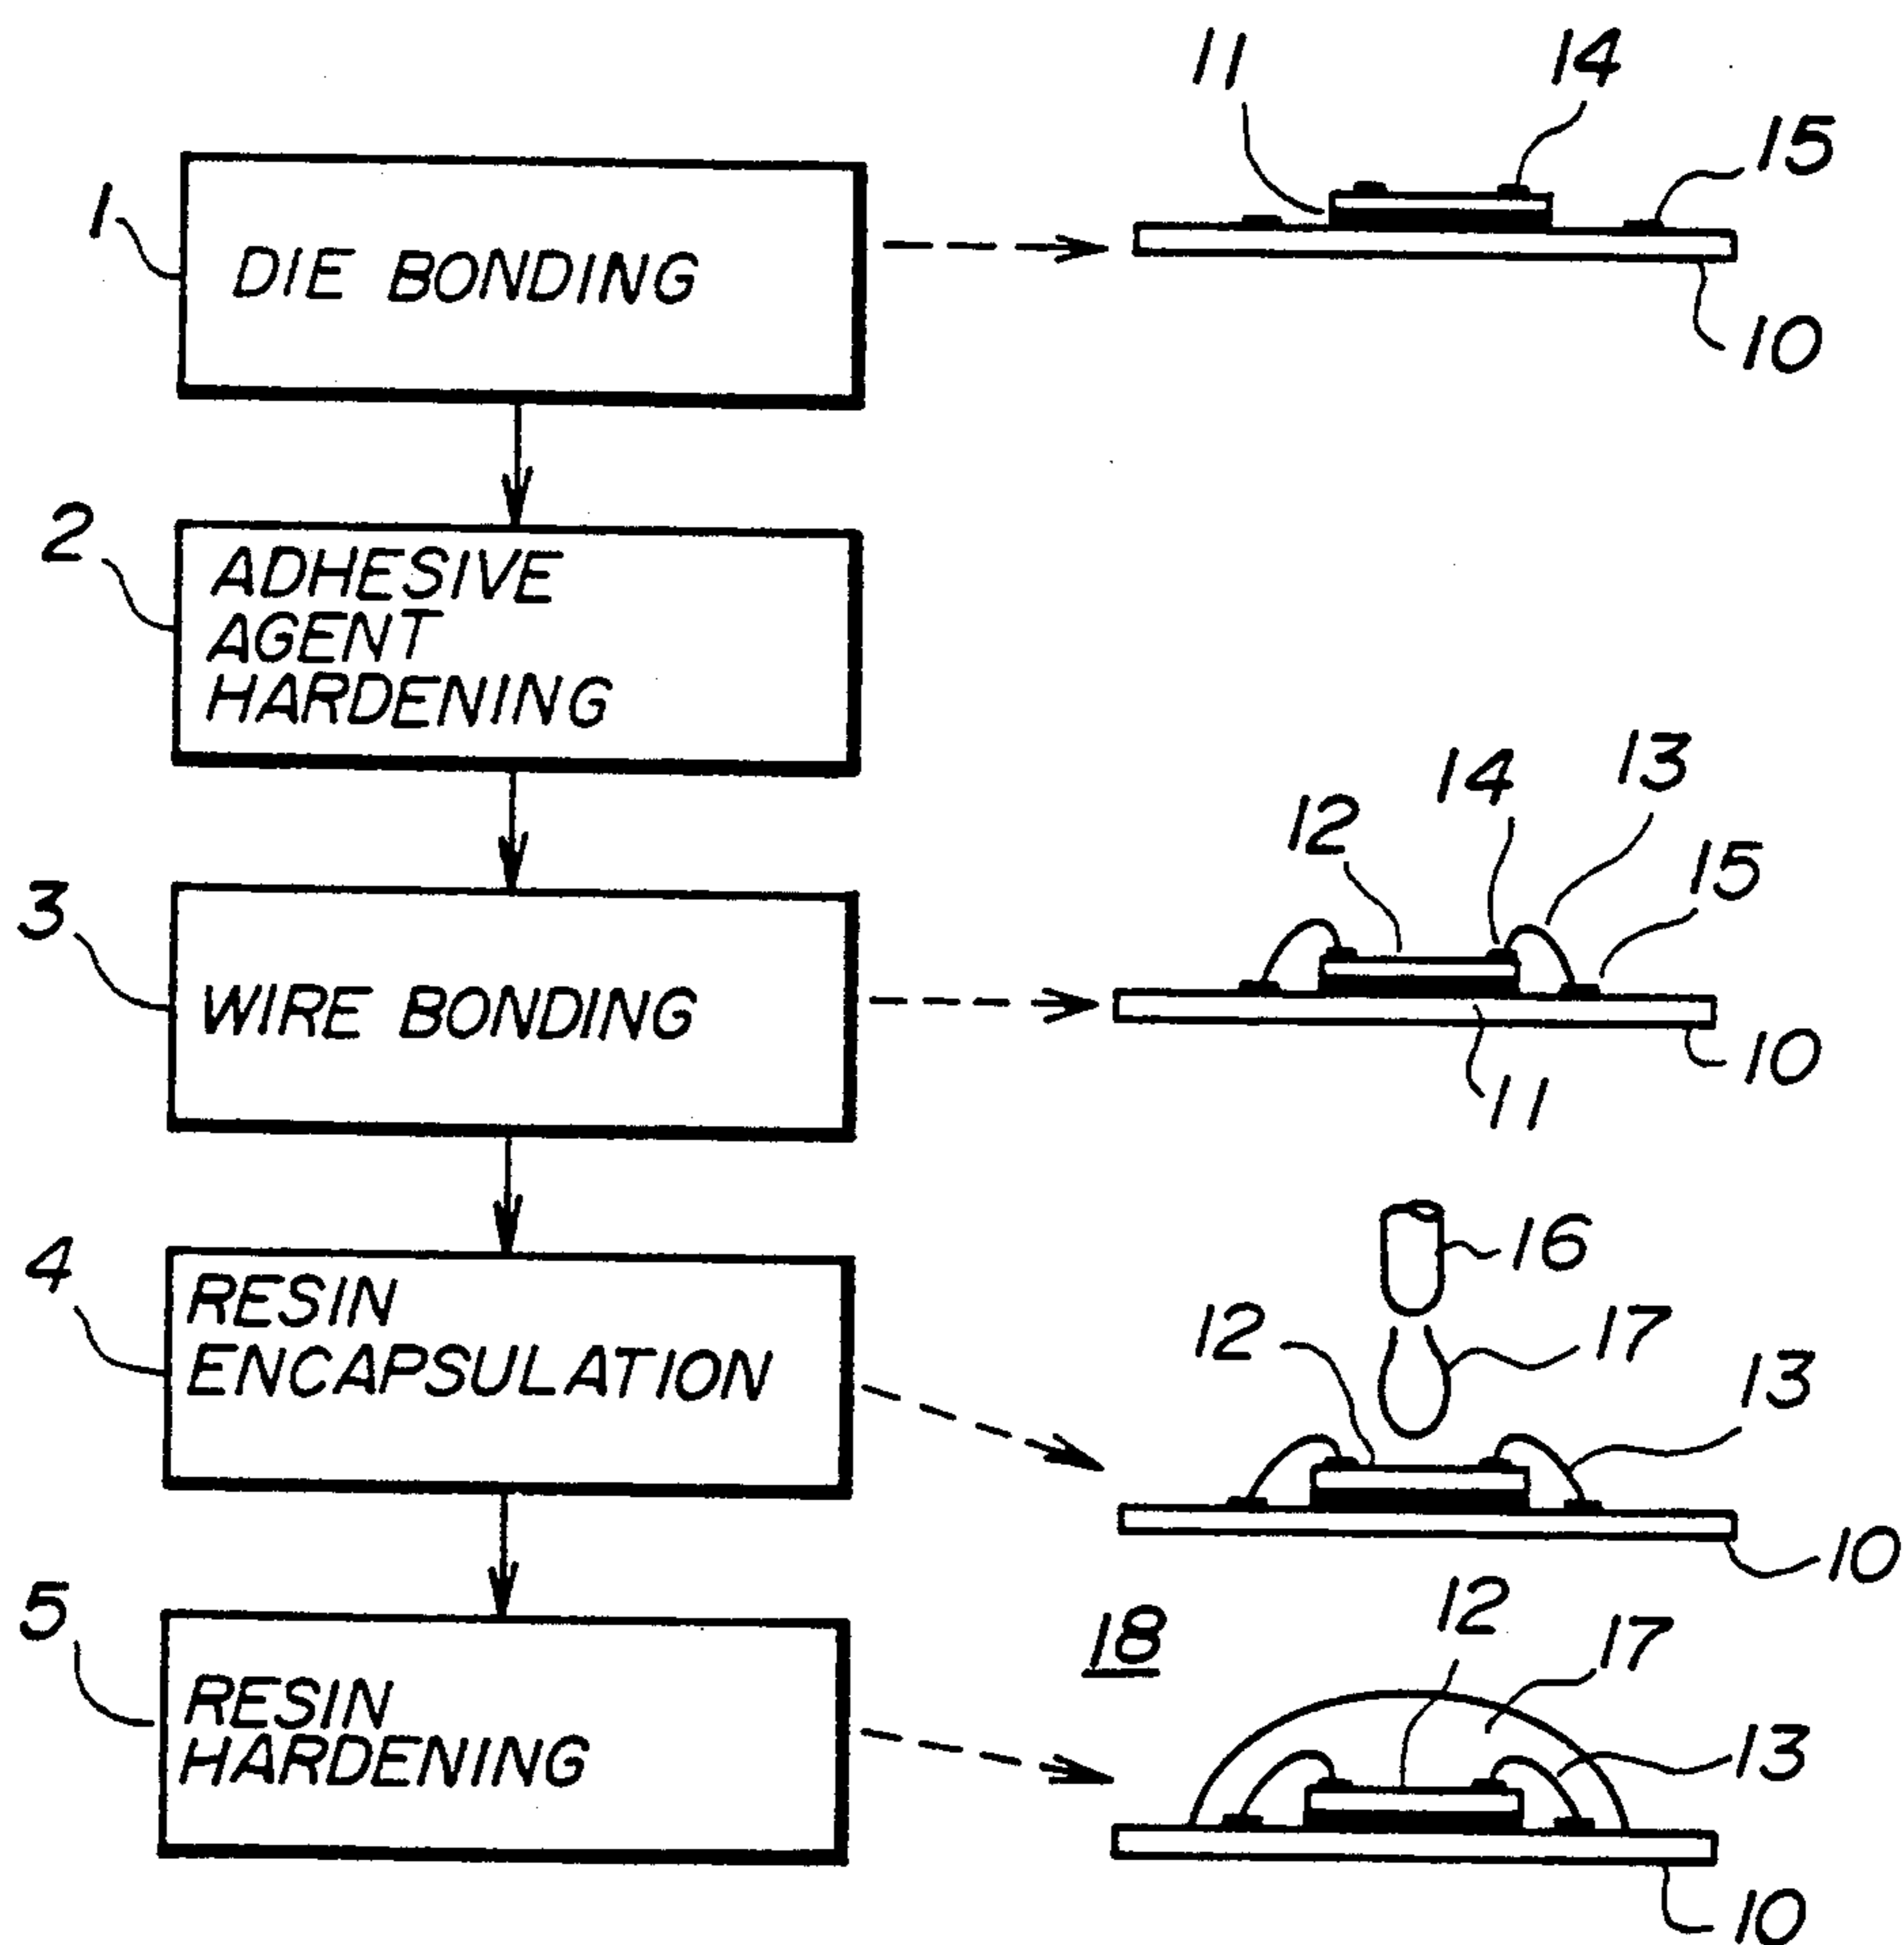 11
14
15
1
DIE BONDING
10
2
ADHESIVE
AGENT
HARDENING
13
14
12
15
3
WIRE BONDING
10
11
16
4
RESIN
ENCAPSULATION
12
17
13
10
5
RESIN
HARDENING
18
12
17
13
10